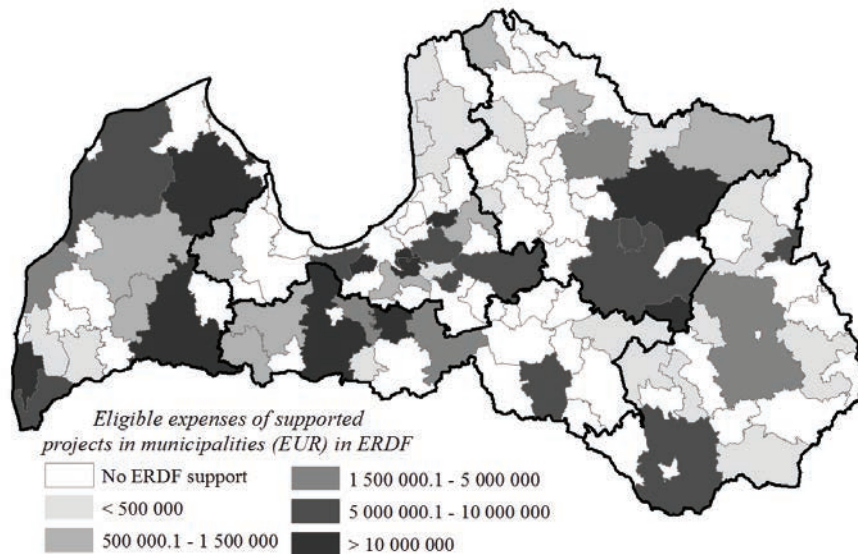 Eligible expenses of supported
projects in municipalities (EUR) in ERDF
No ERDF support
< 500 000
500 000.1 - 1 500 000
1 500 000.1 - 5 000 000
5 000 000.1 - 10 000 000
> 10 000 000